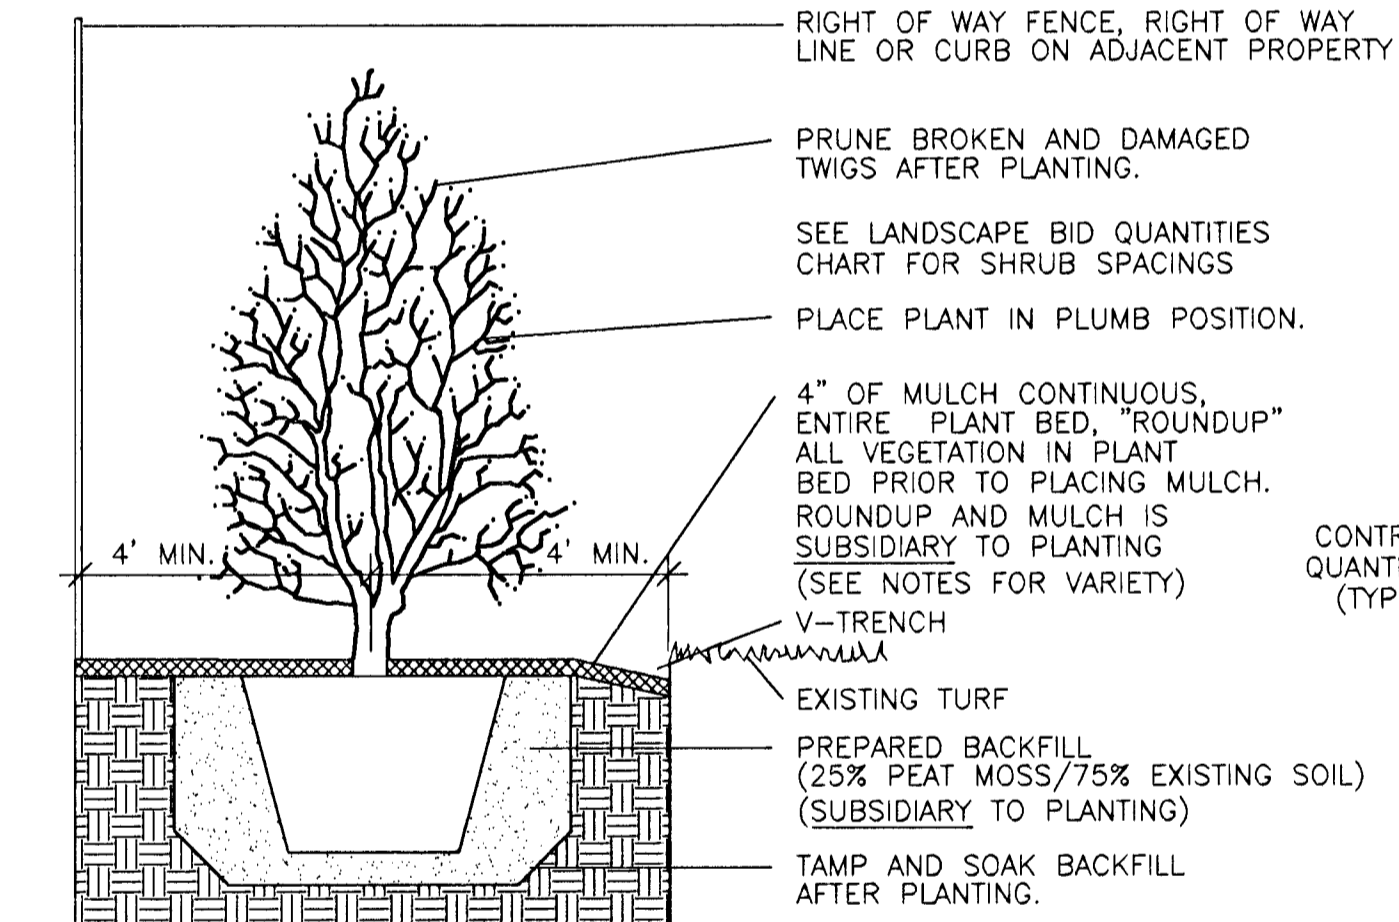 RIGHT OF WAY FENCE, RIGHT OF WAY
LINE OR CURB ON ADJACENT PROPERTY
PRUNE BROKEN AND DAMAGED
TWIGS AFTER PLANTING.
SEE LANDSCAPE BID QUANTITIES
CHART FOR SHRUB SPACINGS
PLACE PLANT IN PLUMB POSITION.
4" OF MULCH CONTINUOUS,
ENTIRE PLANT BED, "ROUNDUP"
ALL VEGETATION IN PLANT
BED PRIOR TO PLACING MULCH.
ROUNDUP AND MULCH IS
SUBSIDIARY TO PLANTING
(SEE NOTES FOR VARIETY)
4' MIN. 4' MIN.
V-TRENCH
EXISTING TURF
PREPARED BACKFILL
(25% PEAT MOSS/75% EXISTING SOIL)
(SUBSIDIARY TO PLANTING)
TAMP AND SOAK BACKFILL
AFTER PLANTING.
(TYP